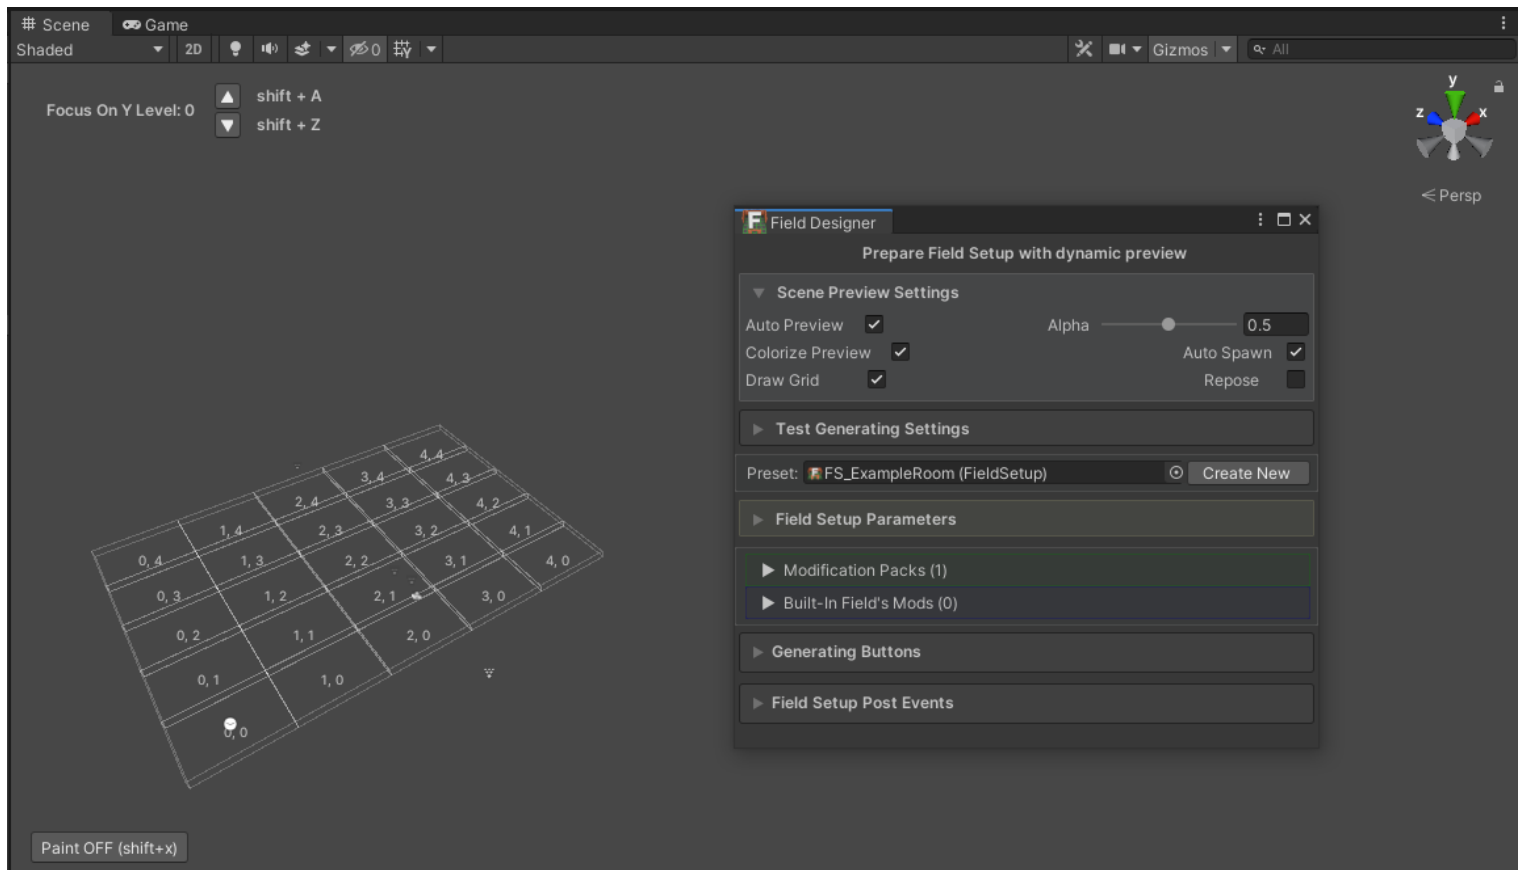 Scene Game
Shaded 2D 0 Gizmos All
Focus On Y Level: 0
shift + A
shift + Z
y
z x
Persp
Field Designer
Prepare Field Setup with dynamic preview
Scene Preview Settings
Auto Preview Alpha 0.5
Colorize Preview Auto Spawn
Draw Grid Repose
Test Generating Settings
Preset: FS_ExampleRoom (FieldSetup) Create New
Field Setup Parameters
Modification Packs (1)
Built-In Field's Mods (0)
Generating Buttons
Field Setup Post Events
4, 4
3, 4 4, 3
2, 4 3, 3 4, 2
1, 4 2, 3 3, 2 4, 1
0, 4 1, 3 2, 2 3, 1 4, 0
0, 3 1, 2 2, 1 3, 0
0, 2 1, 1 2, 0
0, 1 1, 0
0, 0
Paint OFF (shift+x)